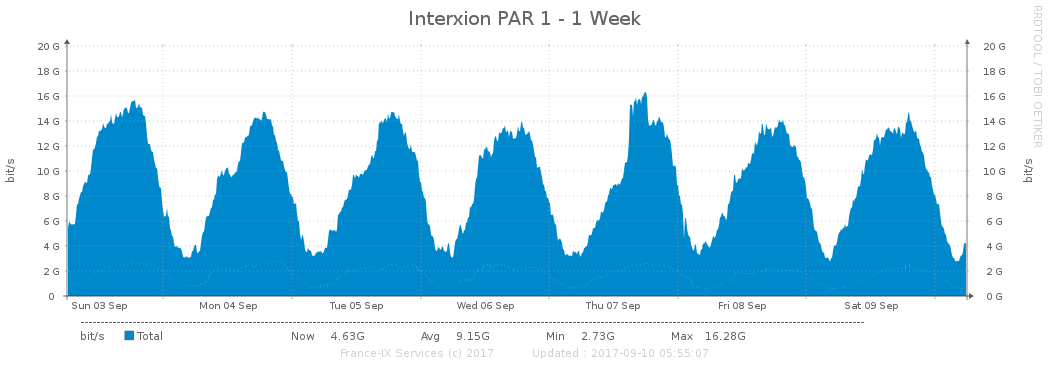 Interxion PAR 1 - 1 Week
RRDTOOL / TOBI OETIKER
20 G 20 G
18 G 18 G
16 G 16 G
14 G 14 G
12 G 12 G
10 G 10 G
8 G 8 G
6 G 6 G
4 G 4 G
2 G 2 G
0 0 G
bit/s bit/s
Sun 03 Sep Mon 04 Sep Tue 05 Sep Wed 06 Sep Thu 07 Sep Fri 08 Sep Sat 09 Sep
bit/s Total Now 4.63G Avg 9.15G Min 2.73G Max 16.28G
France-IX Services (c) 2017 Updated : 2017-09-10 05:55:07